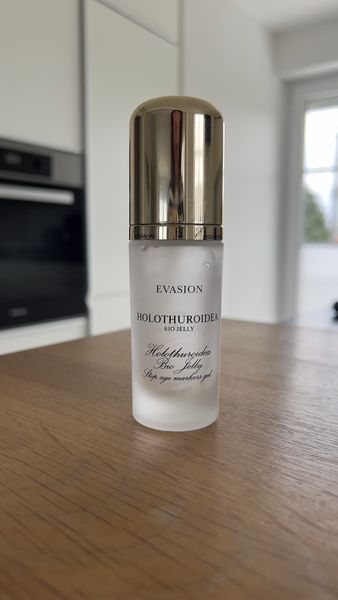 EVASION
HOLOTHUROIDEA
BIO-JELLY
Holothuroidea
Bio Jelly
Stop age markers gel